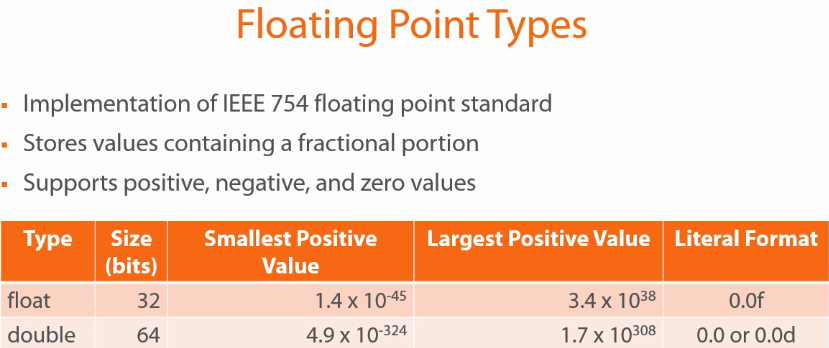 Floating Point Types
▪ Implementation of IEEE 754 floating point standard
▪ Stores values containing a fractional portion
▪ Supports positive, negative, and zero values
Type Size (bits) Smallest Positive Value Largest Positive Value Literal Format
float 32 1.4 x 10⁻⁴⁵ 3.4 x 10³⁸ 0.0f
double 64 4.9 x 10⁻³²⁴ 1.7 x 10³⁰⁸ 0.0 or 0.0d